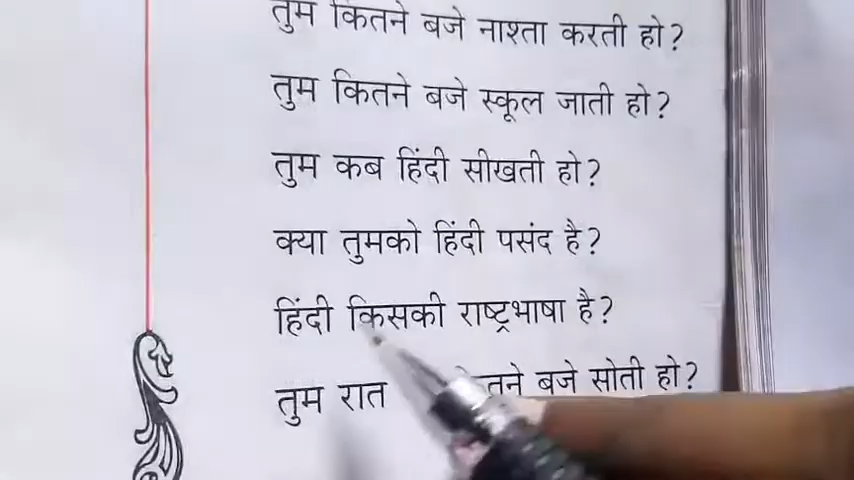 तुम कितने बजे नाश्ता करती हो?
तुम कितने बजे स्कूल जाती हो?
तुम कब हिंदी सीखती हो?
क्या तुमको हिंदी पसंद है?
हिंदी किसकी राष्ट्रभाषा है?
तुम रात बजे सोती हो?